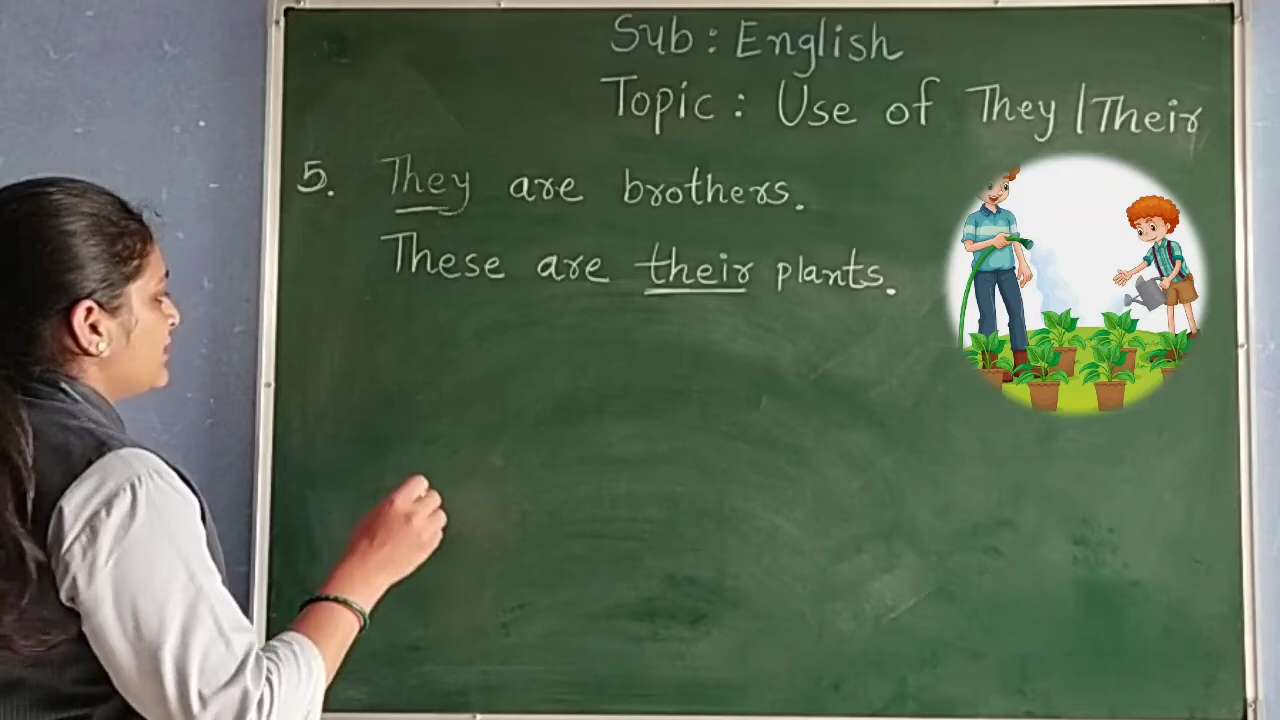 Sub : English
Topic : Use of They | Their
5. They are brothers.
These are their plants.